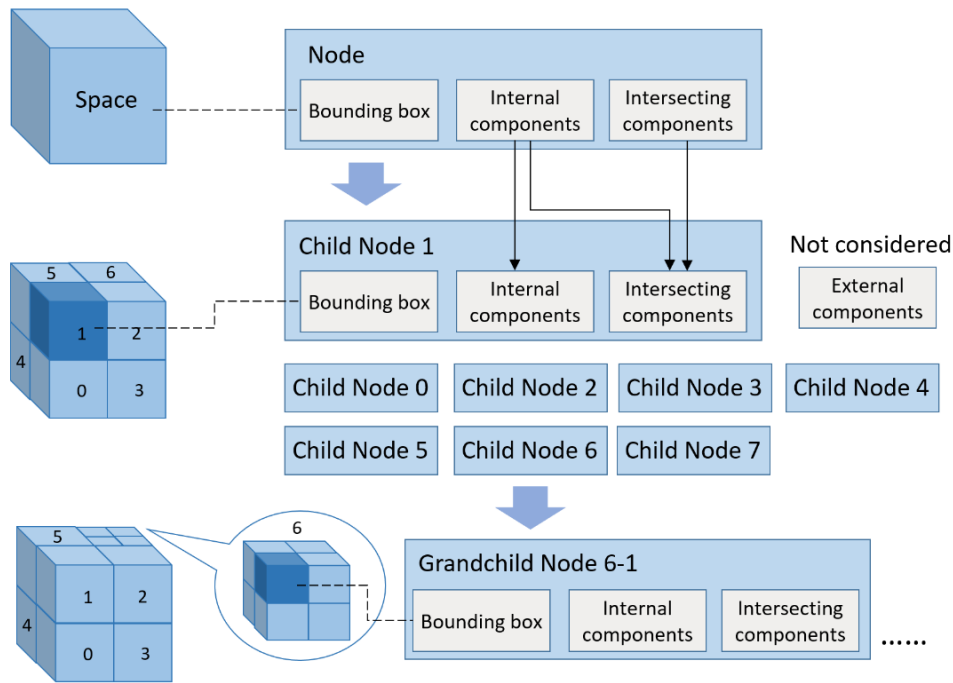 Space
Node
Bounding box
Internal
components
Intersecting
components
5
6
1
2
4
0
3
Child Node 1
Bounding box
Internal
components
Intersecting
components
Not considered
External
components
Child Node 0
Child Node 2
Child Node 3
Child Node 4
Child Node 5
Child Node 6
Child Node 7
5
1
2
4
0
3
6
Grandchild Node 6-1
Bounding box
Internal
components
Intersecting
components
......